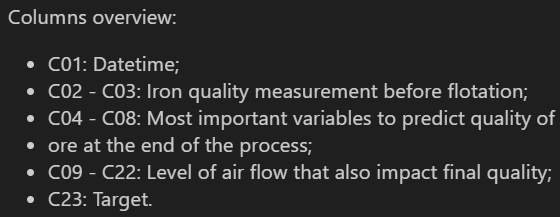 Columns overview:
• C01: Datetime;
• C02 - C03: Iron quality measurement before flotation;
• C04 - C08: Most important variables to predict quality of
• ore at the end of the process;
• C09 - C22: Level of air flow that also impact final quality;
• C23: Target.